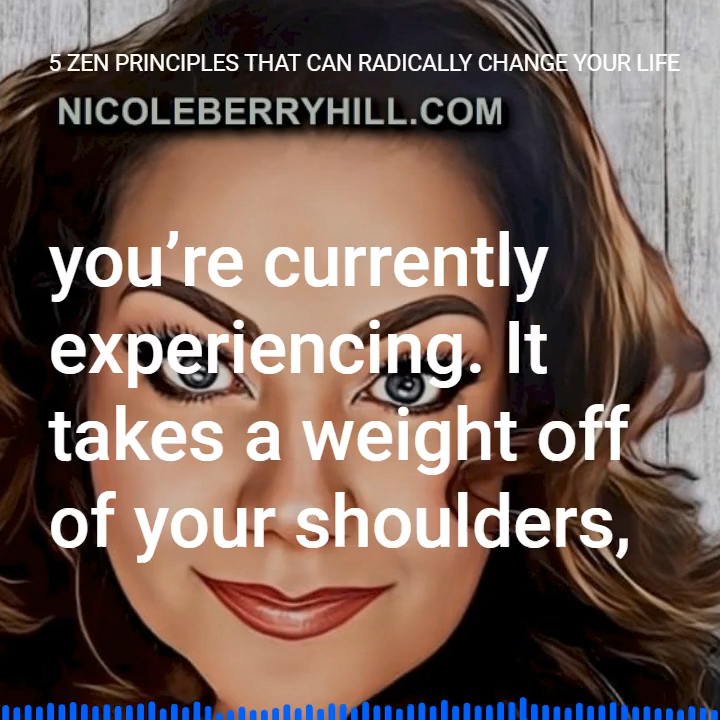 5 ZEN PRINCIPLES THAT CAN RADICALLY CHANGE YOUR LIFE
NICOLEBERRYHILL.COM
you’re currently
experiencing. It
takes a weight off
of your shoulders,